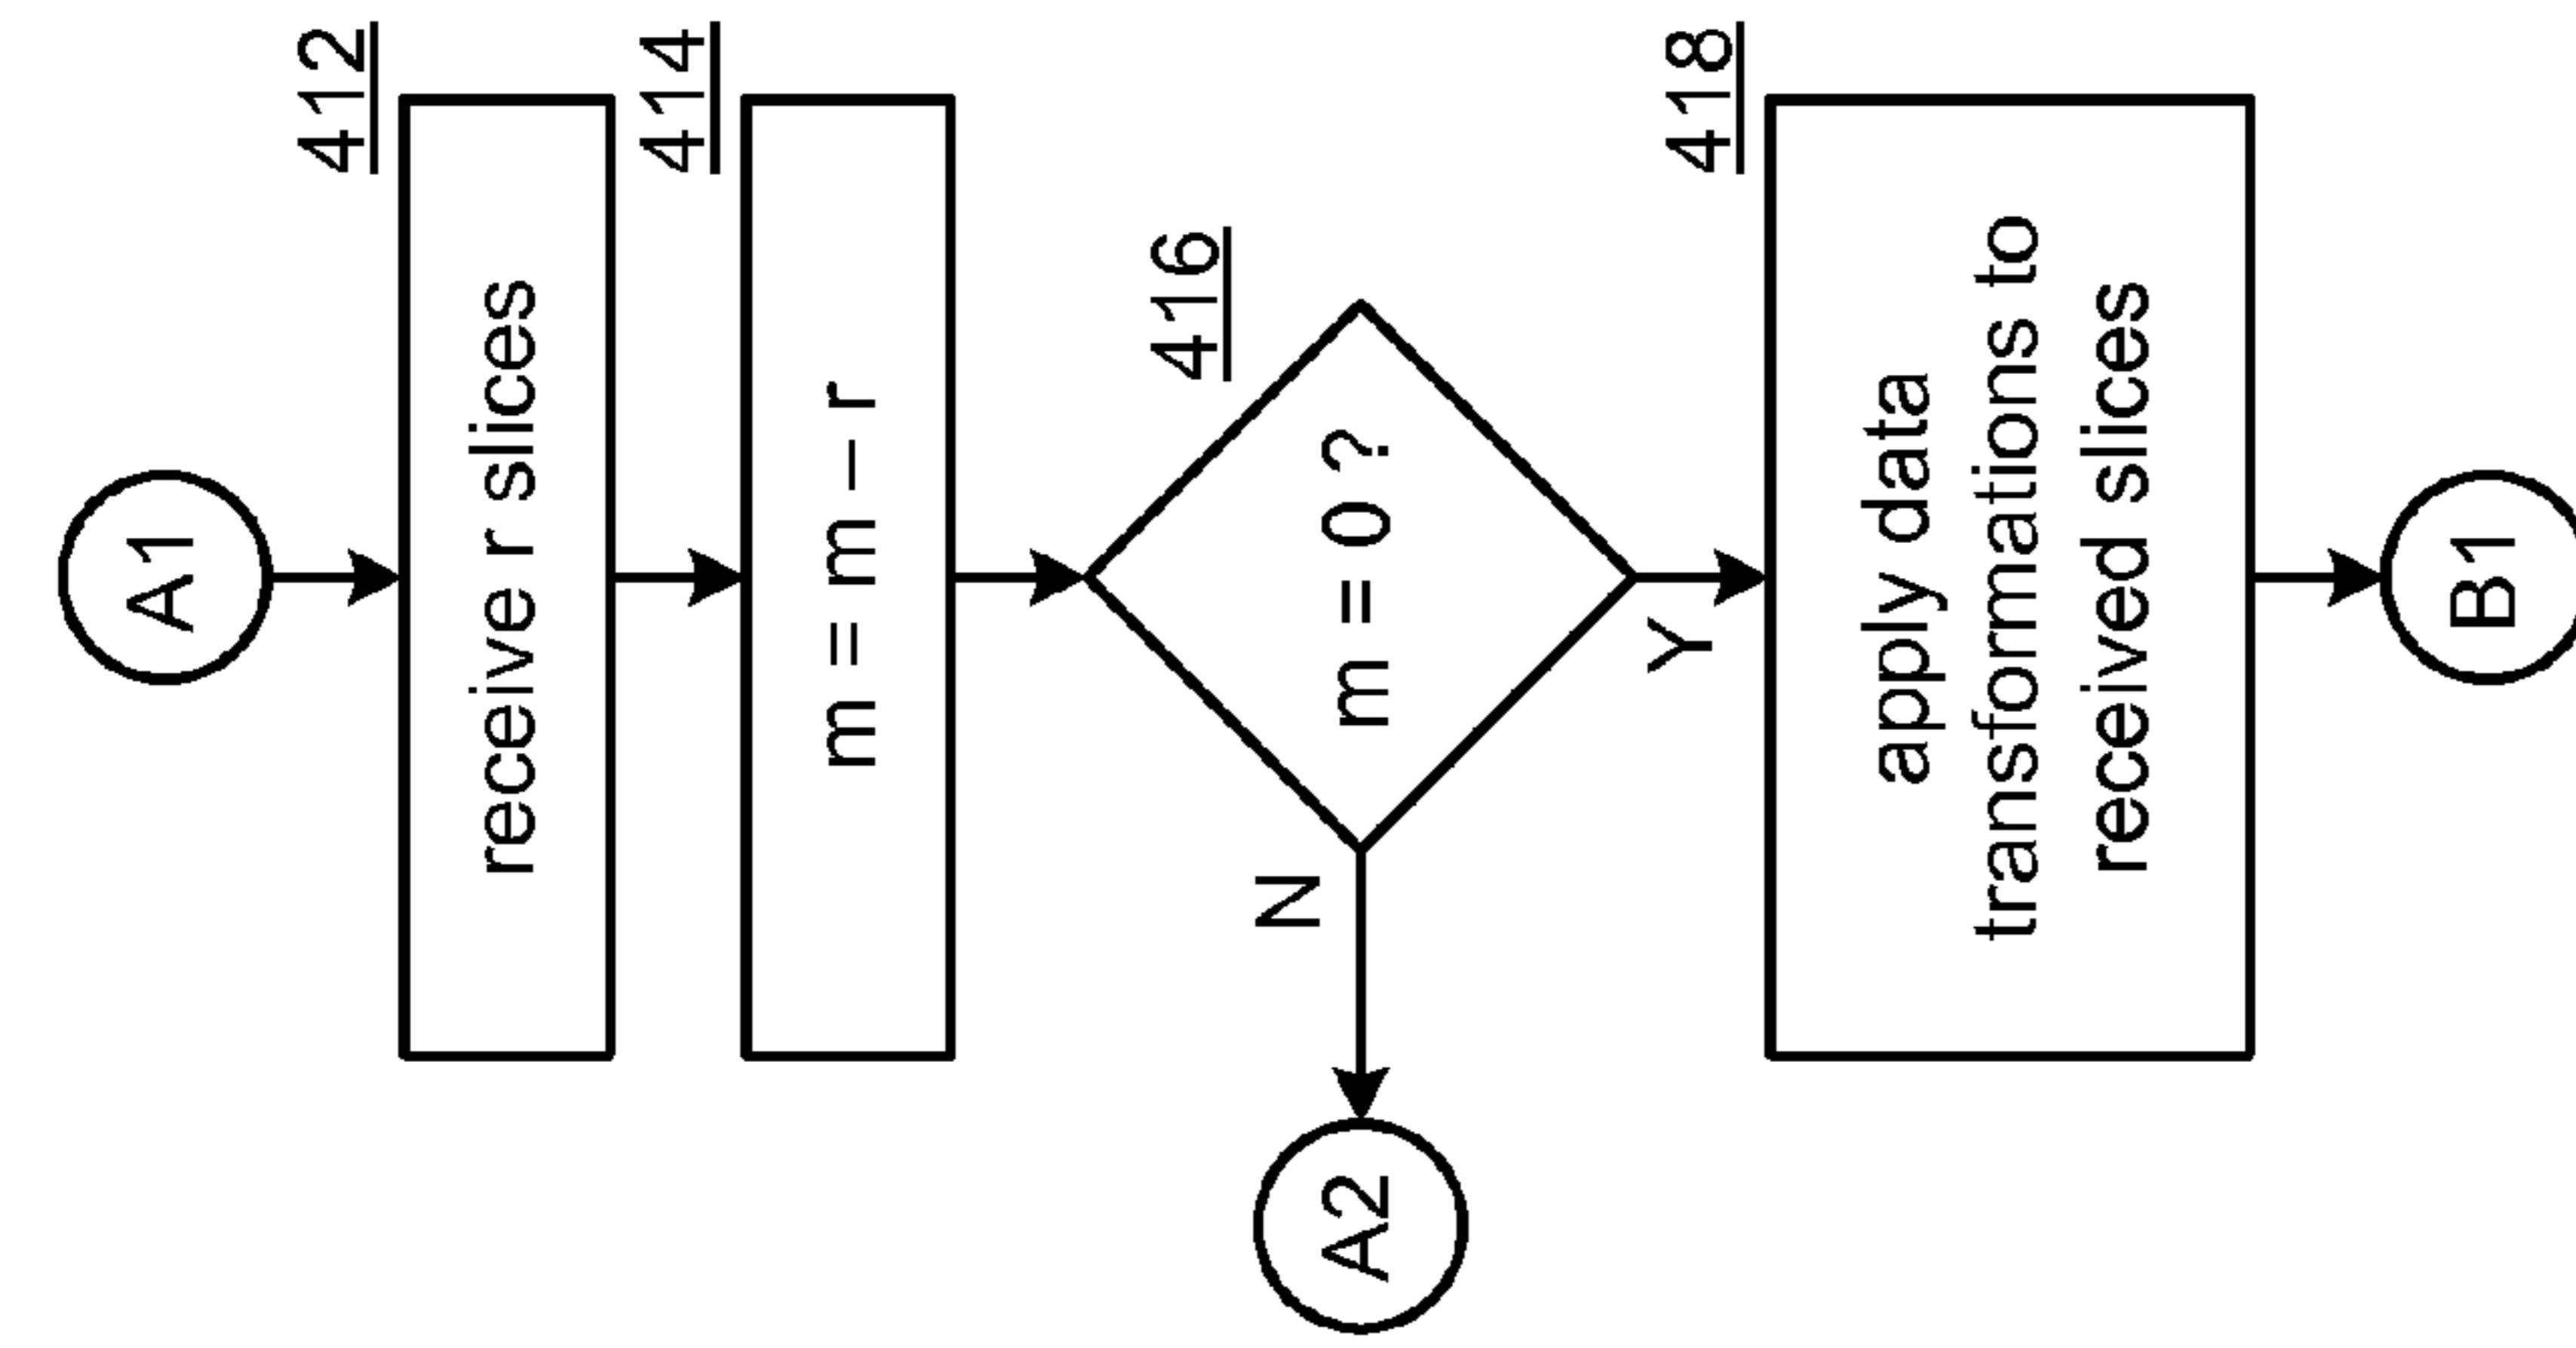 A1
412
receive r slices
414
m = m – r
416
m = 0 ?
N
A2
Y
418
apply data
transformations to
received slices
B1